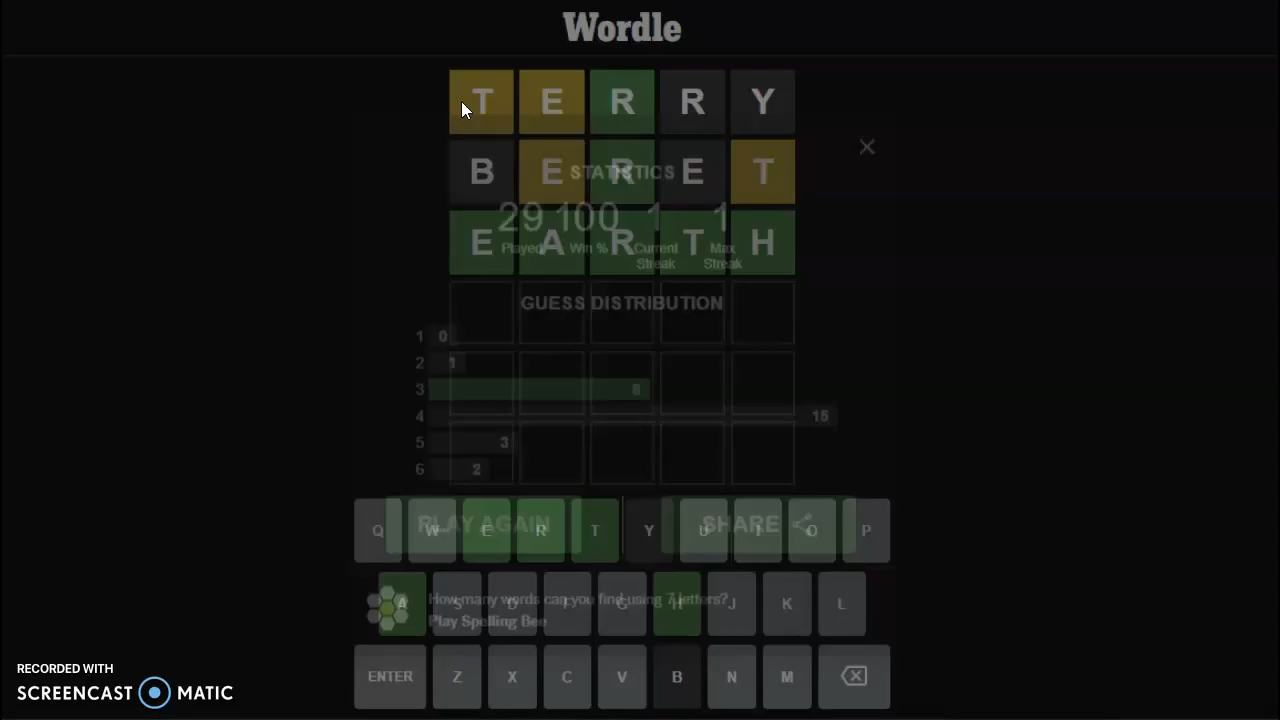 Wordle
T E R R Y
B E R E T
STATISTICS
29 100 1 1
E A R T H
Played Win % Current Streak Max Streak
GUESS DISTRIBUTION
1 0
2 1
3 8
4 15
5 3
6 2
Q W E R T Y U I O P
PLAY AGAIN SHARE
A S D F G H J K L
How many words can you find using 7 letters?
Play Spelling Bee
ENTER Z X C V B N M
RECORDED WITH
SCREENCAST MATIC